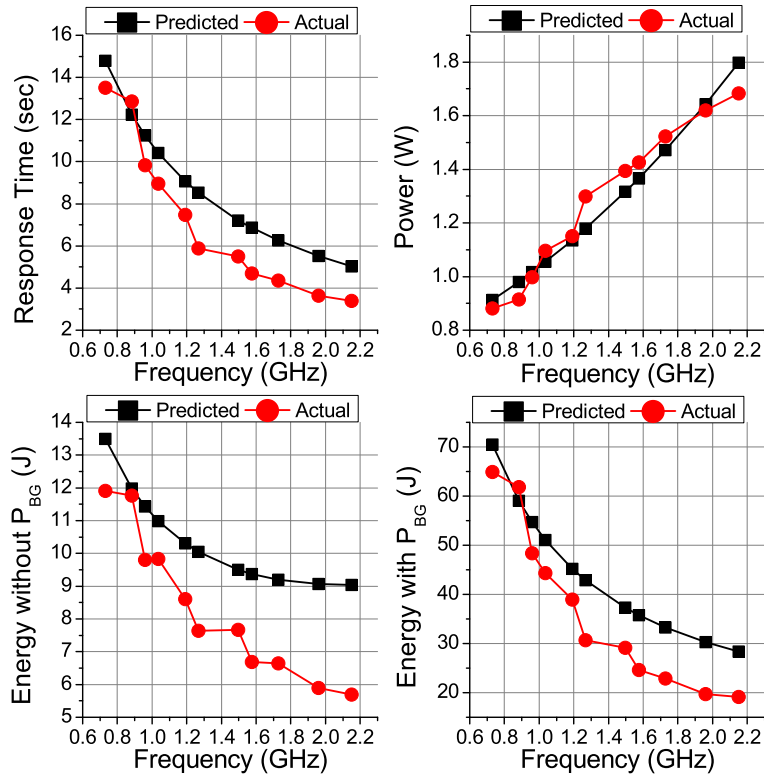 Predicted Actual
16
14
12
10
8
6
4
2
Response Time (sec)
0.6 0.8 1.0 1.2 1.4 1.6 1.8 2.0 2.2
Frequency (GHz)
Predicted Actual
1.8
1.6
1.4
1.2
1.0
0.8
Power (W)
0.6 0.8 1.0 1.2 1.4 1.6 1.8 2.0 2.2
Frequency (GHz)
Predicted Actual
14
13
12
11
10
9
8
7
6
5
Energy without P_BG (J)
0.6 0.8 1.0 1.2 1.4 1.6 1.8 2.0 2.2
Frequency (GHz)
Predicted Actual
70
60
50
40
30
20
Energy with P_BG (J)
0.6 0.8 1.0 1.2 1.4 1.6 1.8 2.0 2.2
Frequency (GHz)